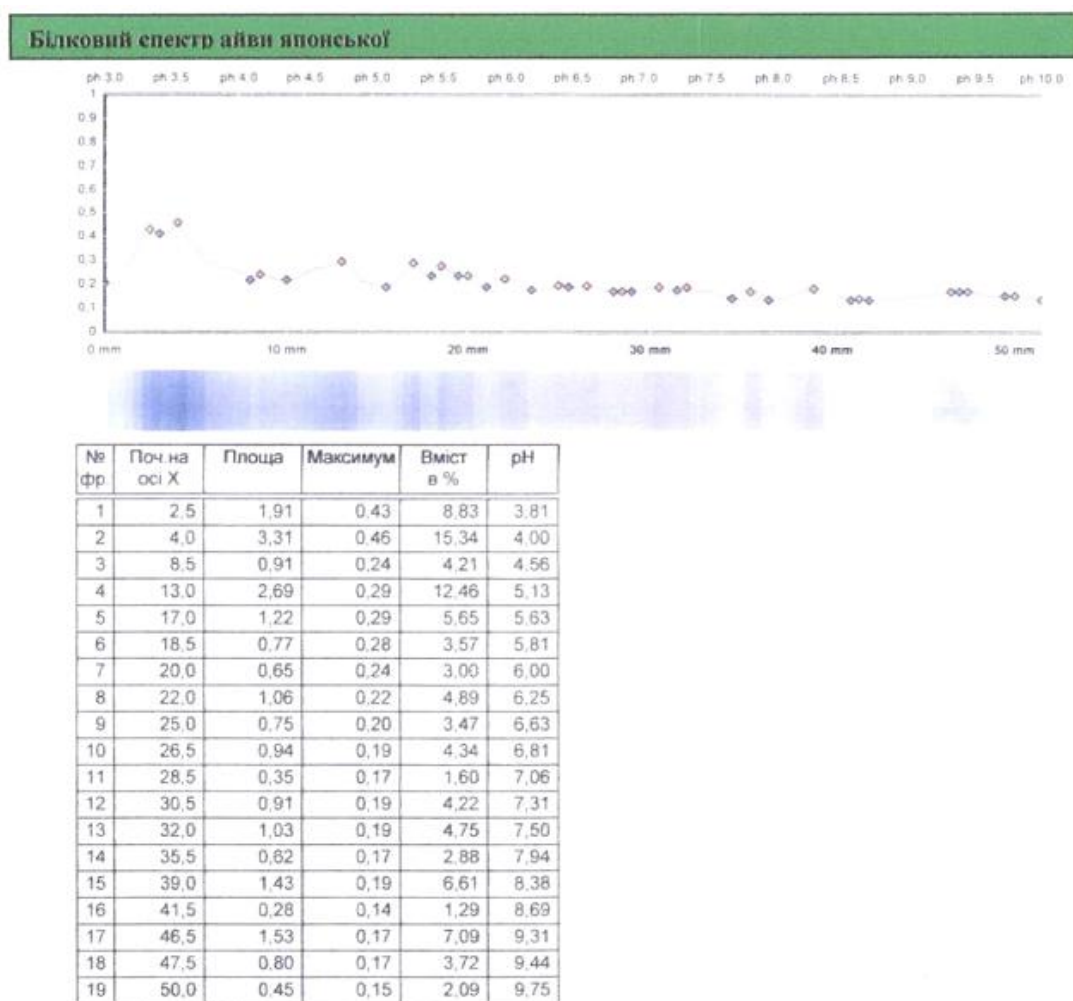 Білковий спектр айви японської
ph 3.0 ph 3.5 ph 4.0 ph 4.5 ph 5.0 ph 5.5 ph 6.0 ph 6.5 ph 7.0 ph 7.5 ph 8.0 ph 8.5 ph 9.0 ph 9.5 ph 10.0
1
0.9
0.8
0.7
0.6
0.5
0.4
0.3
0.2
0.1
0
0 mm 10 mm 20 mm 30 mm 40 mm 50 mm
№ фр. Поч.на осі X Площа Максимум Вміст в % pH
1 2,5 1,91 0,43 8,83 3,81
2 4,0 3,31 0,46 15,34 4,00
3 8,5 0,91 0,24 4,21 4,56
4 13,0 2,69 0,29 12,46 5,13
5 17,0 1,22 0,29 5,65 5,63
6 18,5 0,77 0,28 3,57 5,81
7 20,0 0,65 0,24 3,00 6,00
8 22,0 1,06 0,22 4,89 6,25
9 25,0 0,75 0,20 3,47 6,63
10 26,5 0,94 0,19 4,34 6,81
11 28,5 0,35 0,17 1,60 7,06
12 30,5 0,91 0,19 4,22 7,31
13 32,0 1,03 0,19 4,75 7,50
14 35,5 0,62 0,17 2,88 7,94
15 39,0 1,43 0,19 6,61 8,38
16 41,5 0,28 0,14 1,29 8,69
17 46,5 1,53 0,17 7,09 9,31
18 47,5 0,80 0,17 3,72 9,44
19 50,0 0,45 0,15 2,09 9,75